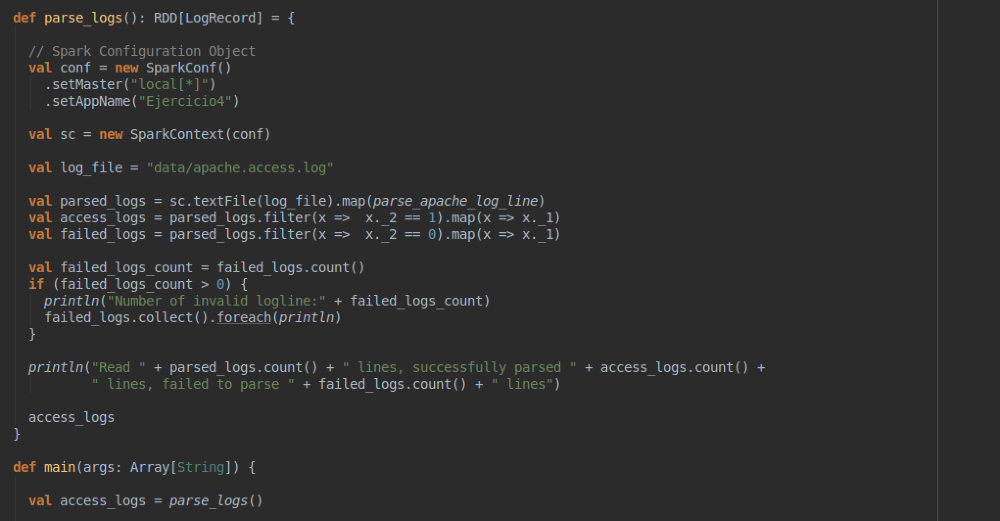 def parse_logs(): RDD[LogRecord] = {

  // Spark Configuration Object
  val conf = new SparkConf()
    .setMaster("local[*]")
    .setAppName("Ejercicio4")

  val sc = new SparkContext(conf)

  val log_file = "data/apache.access.log"

  val parsed_logs = sc.textFile(log_file).map(parse_apache_log_line)
  val access_logs = parsed_logs.filter(x =>  x._2 == 1).map(x => x._1)
  val failed_logs = parsed_logs.filter(x =>  x._2 == 0).map(x => x._1)

  val failed_logs_count = failed_logs.count()
  if (failed_logs_count > 0) {
    println("Number of invalid logline:" + failed_logs_count)
    failed_logs.collect().foreach(println)
  }

  println("Read " + parsed_logs.count() + " lines, successfully parsed " + access_logs.count() +
          " lines, failed to parse " + failed_logs.count() + " lines")

  access_logs
}

def main(args: Array[String]) {

  val access_logs = parse_logs()